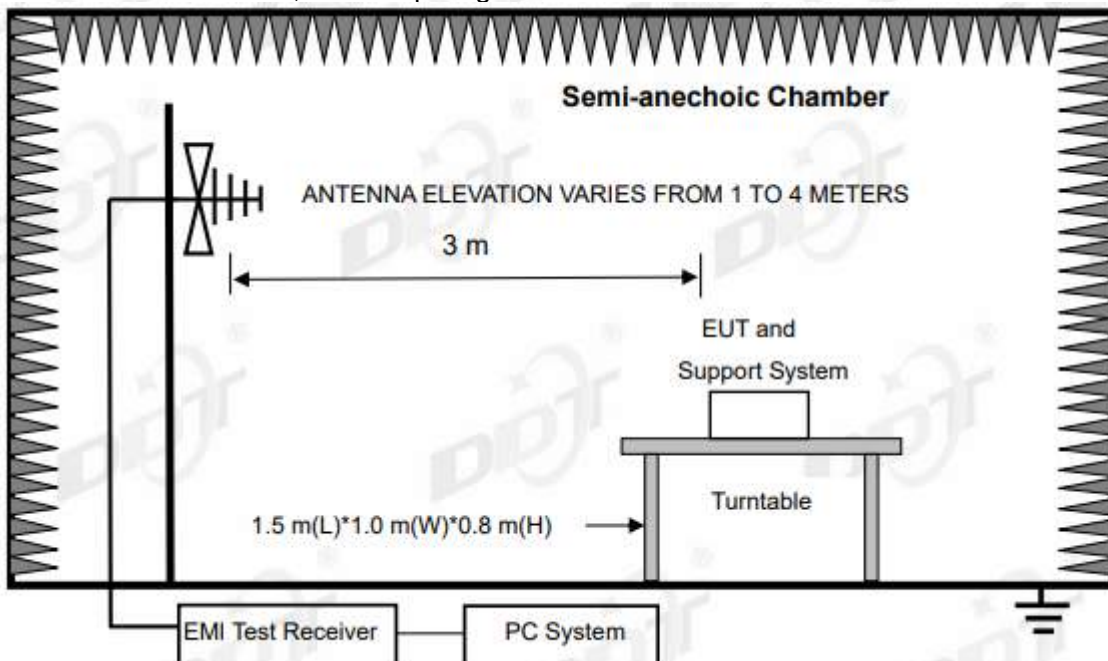 Semi-anechoic Chamber
ANTENNA ELEVATION VARIES FROM 1 TO 4 METERS
3 m
EUT and
Support System
Turntable
1.5 m(L)*1.0 m(W)*0.8 m(H)
EMI Test Receiver
PC System
DDT
®